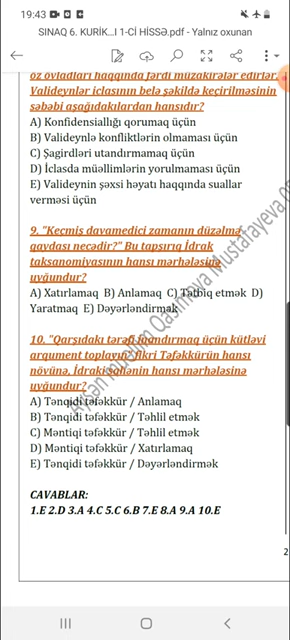 19:43
SINAQ 6. KURİK...I 1-Cİ HİSSƏ.pdf - Yalnız oxunan
öz övladları haqqında fərdi müzakirələr edirlər.
Valideynlər iclasının belə şəkildə keçirilməsinin
səbəbi aşağıdakılardan hansıdır?
A) Konfidensiallığı qorumaq üçün
B) Valideynlə konfliktlərin olmaması üçün
C) Şagirdləri utandırmamaq üçün
D) İclasda müəllimlərin yorulmaması üçün
E) Valideynin şəxsi həyatı haqqında suallar
verməsi üçün
9. "Keçmiş davamedici zamanın düzəlmə
qaydası necədir?" Bu tapşırıq İdrak
taksanomiyasının hansı mərhələsinə
uyğundur?
A) Xatırlamaq B) Anlamaq C) Tətbiq etmək D)
Yaratmaq E) Dəyərləndirmək
10. "Qarşıdakı tərəfi inandırmaq üçün kütləvi
arqument toplayın" fikri Təfəkkürün hansı
növünə, İdrakı sahənin hansı mərhələsinə
uyğundur?
A) Tənqidi təfəkkür / Anlamaq
B) Tənqidi təfəkkür / Təhlil etmək
C) Məntiqi təfəkkür / Təhlil etmək
D) Məntiqi təfəkkür / Xatırlamaq
E) Tənqidi təfəkkür / Dəyərləndirmək
CAVABLAR:
1.E 2.D 3.A 4.C 5.C 6.B 7.E 8.A 9.A 10.E
2